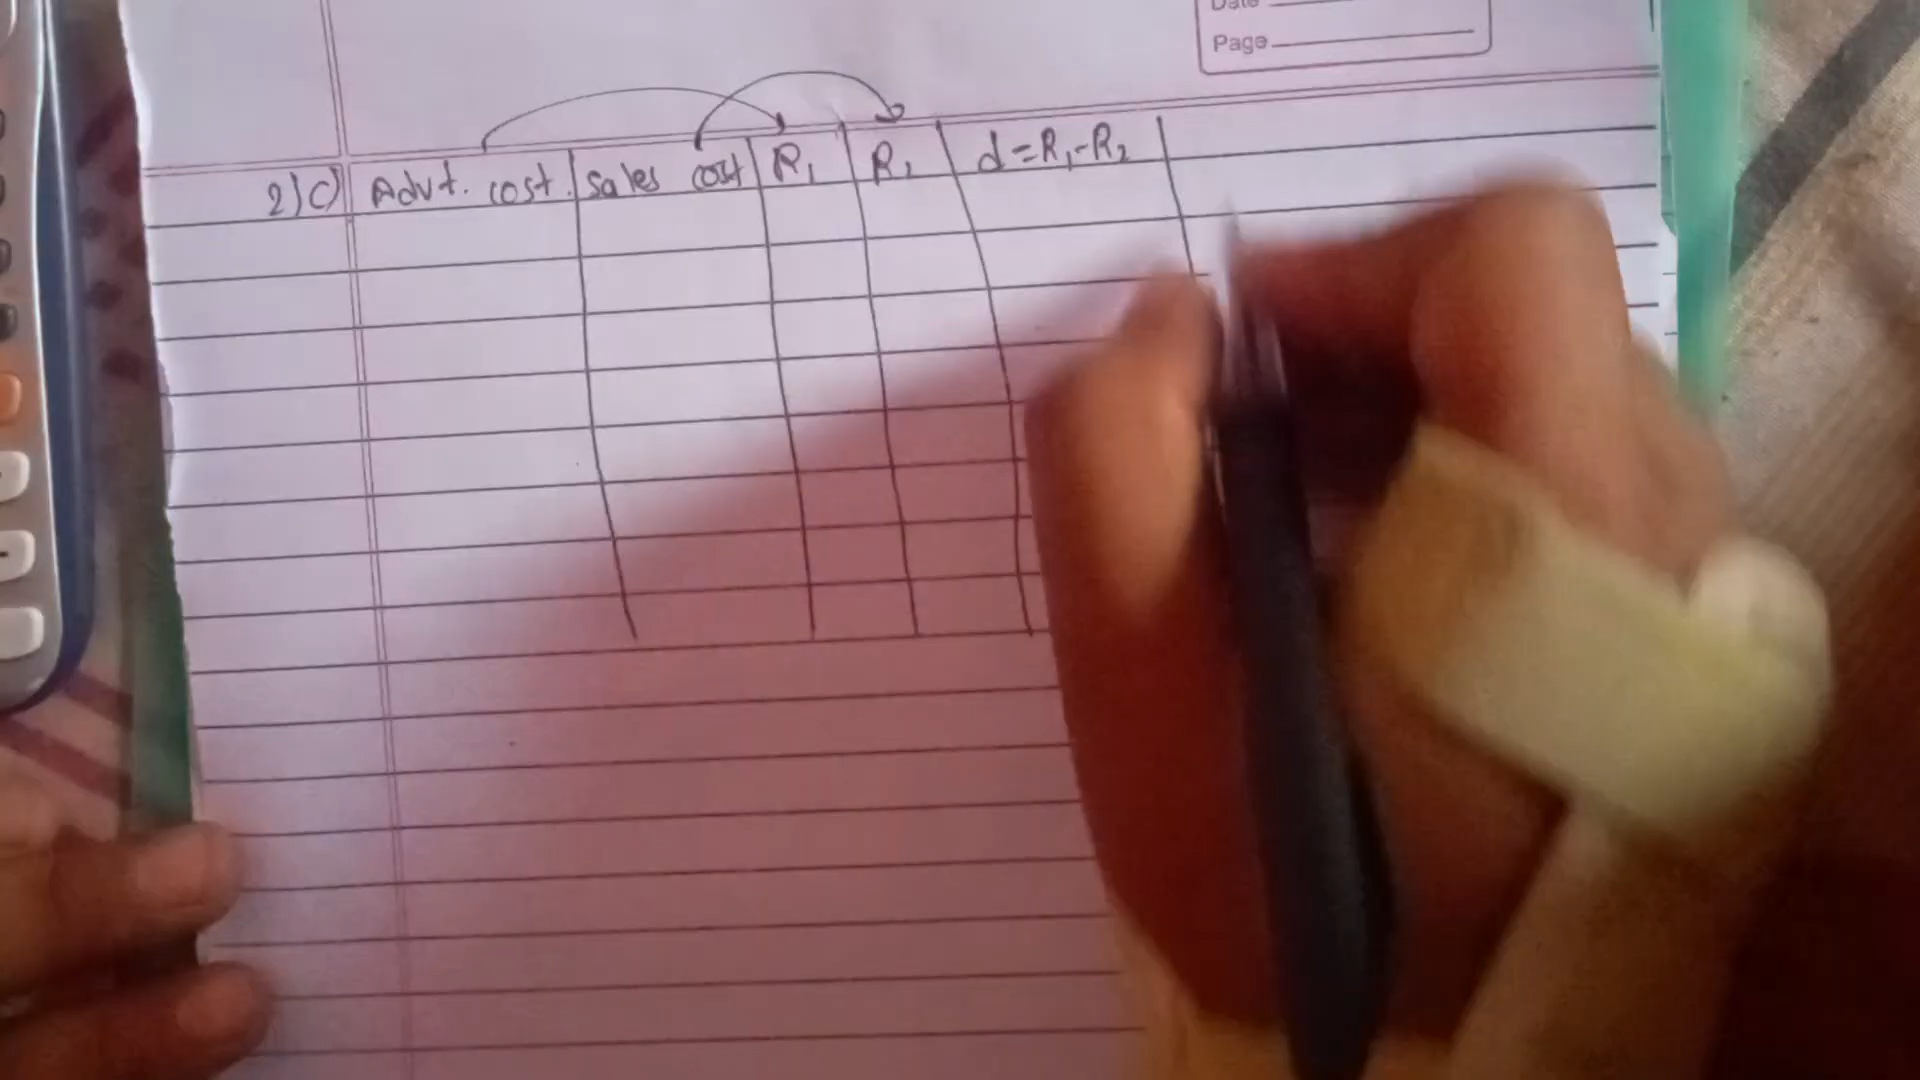 Date
Page
2)C) Advt. cost. Sales cost R₁ R₂ d=R₁-R₂